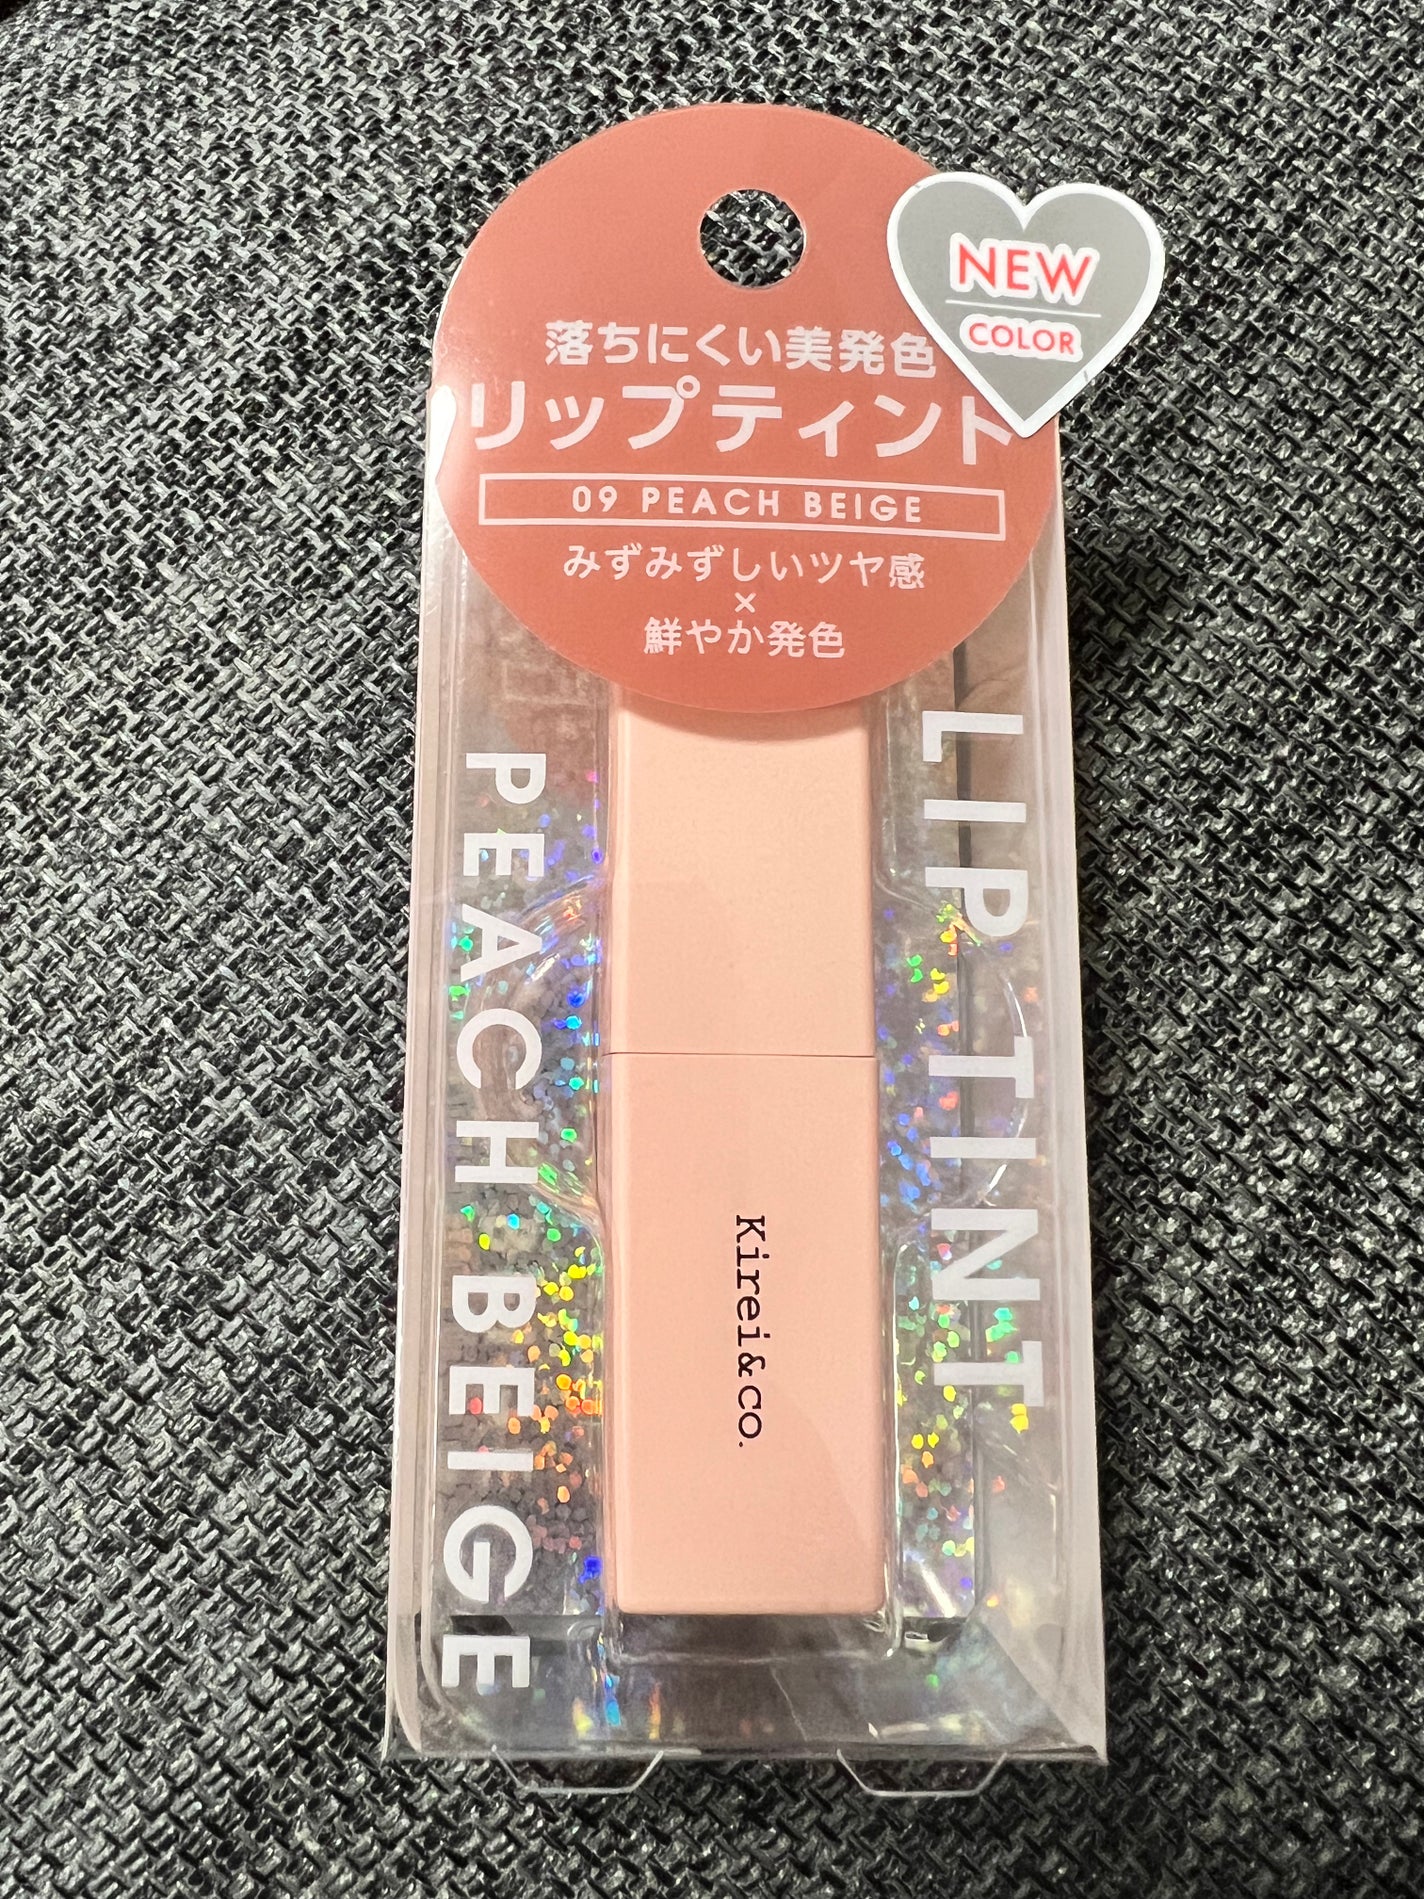 NEW
COLOR
落ちにくい美発色
リップティント
09 PEACH BEIGE
みずみずしいツヤ感
×
鮮やか発色
LIP TINT
PEACH BEIGE
Kirei&co.